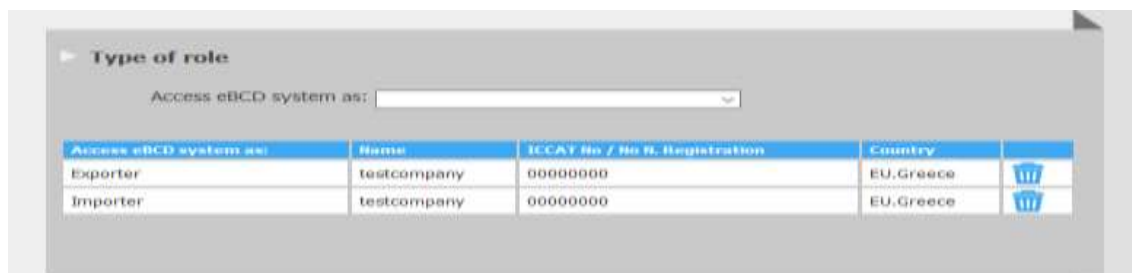 Type of role
Access eBCD system as:
Access eBCD system as: Name ICCAT No / No N. Registration Country
Exporter testcompany 00000000 EU.Greece
Importer testcompany 00000000 EU.Greece